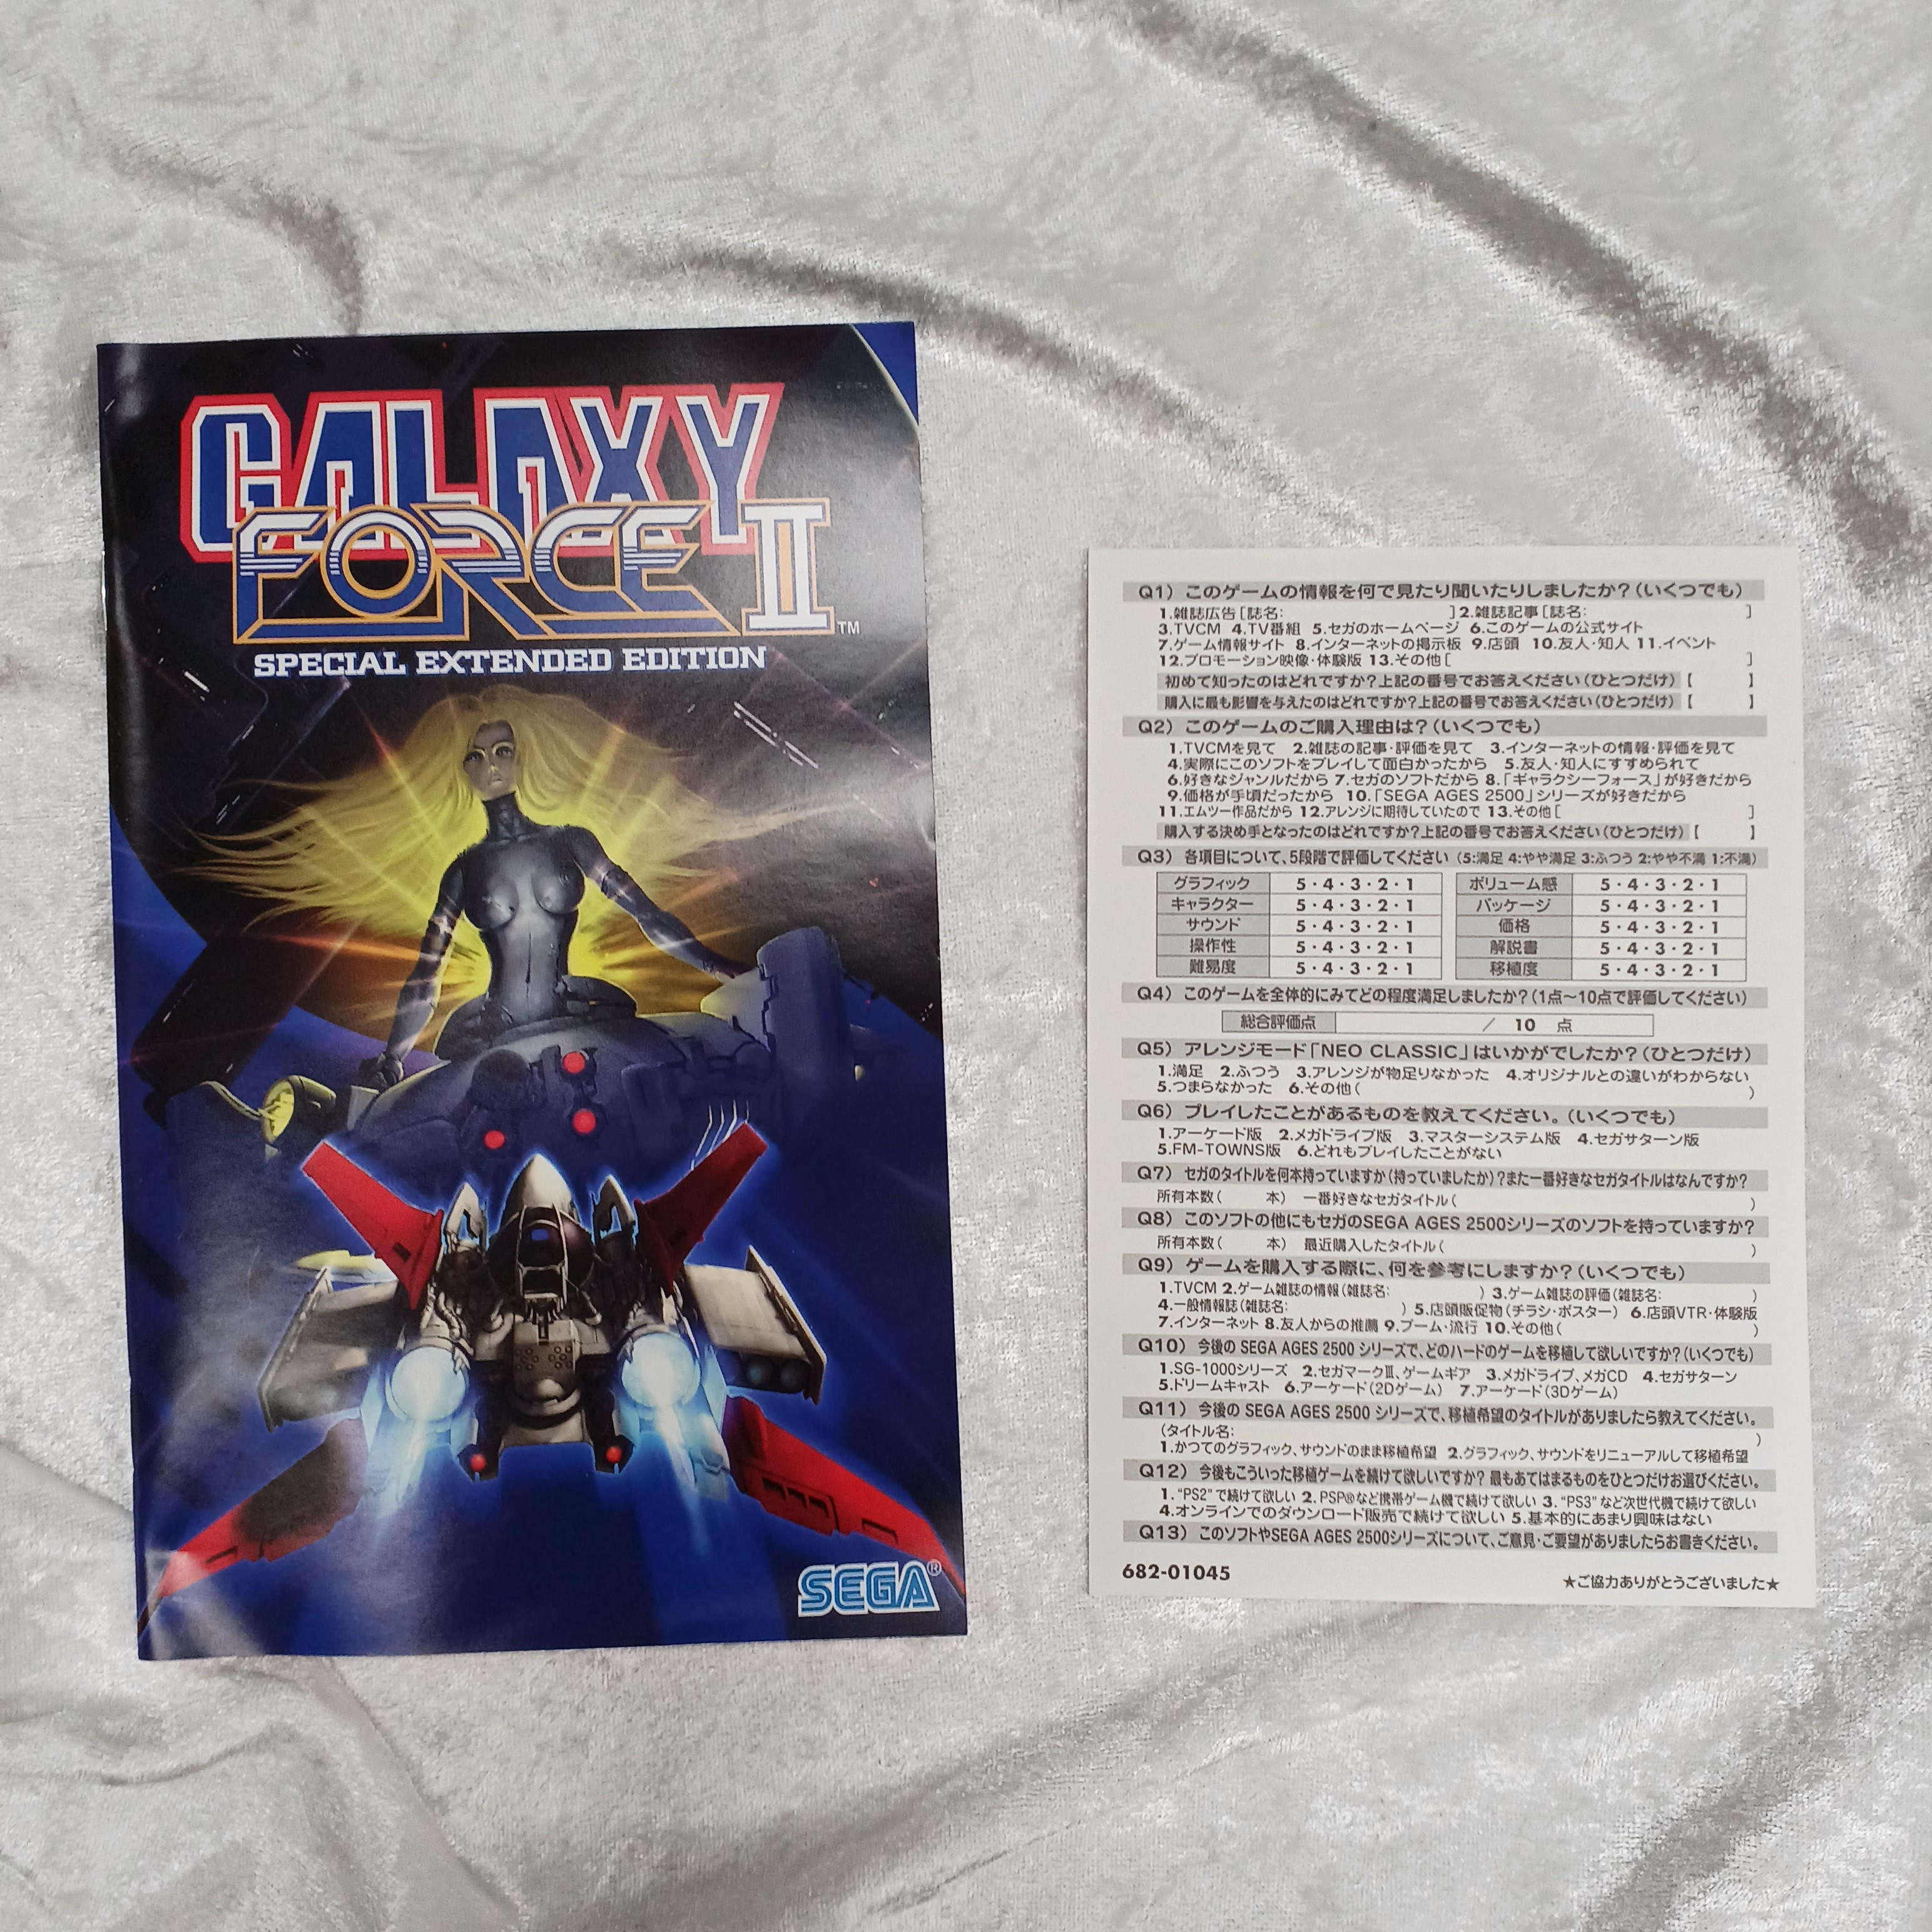 GALAXY
FORCE II™
SPECIAL EXTENDED EDITION
SEGA®
Q1) このゲームの情報を何で見たり聞いたりしましたか?(いくつでも)
1.雑誌広告[誌名: ]2.雑誌記事[誌名: ]
3.TVCM 4.TV番組 5.セガのホームページ 6.このゲームの公式サイト
7.ゲーム情報サイト 8.インターネットの掲示板 9.店頭 10.友人・知人 11.イベント
12.プロモーション映像・体験版 13.その他[ ]
初めて知ったのはどれですか?上記の番号でお答えください(ひとつだけ)【 】
購入に最も影響を与えたのはどれですか?上記の番号でお答えください(ひとつだけ)【 】
Q2) このゲームのご購入理由は?(いくつでも)
1.TVCMを見て 2.雑誌の記事・評価を見て 3.インターネットの情報・評価を見て
4.実際にこのソフトをプレイして面白かったから 5.友人・知人にすすめられて
6.好きなジャンルだから 7.セガのソフトだから 8.「ギャラクシーフォース」が好きだから
9.価格が手頃だったから 10.「SEGA AGES 2500」シリーズが好きだから
11.エムツー作品だから 12.アレンジに期待していたので 13.その他[ ]
購入する決め手となったのはどれですか?上記の番号でお答えください(ひとつだけ)【 】
Q3) 各項目について、5段階で評価してください (5:満足 4:やや満足 3:ふつう 2:やや不満 1:不満)
グラフィック 5・4・3・2・1 ボリューム感 5・4・3・2・1
キャラクター 5・4・3・2・1 パッケージ 5・4・3・2・1
サウンド 5・4・3・2・1 価格 5・4・3・2・1
操作性 5・4・3・2・1 解説書 5・4・3・2・1
難易度 5・4・3・2・1 移植度 5・4・3・2・1
Q4) このゲームを全体的にみてどの程度満足しましたか?(1点〜10点で評価してください)
総合評価点 / 10 点
Q5) アレンジモード「NEO CLASSIC」はいかがでしたか?(ひとつだけ)
1.満足 2.ふつう 3.アレンジが物足りなかった 4.オリジナルとの違いがわからない
5.つまらなかった 6.その他( )
Q6) プレイしたことがあるものを教えてください。(いくつでも)
1.アーケード版 2.メガドライブ版 3.マスターシステム版 4.セガサターン版
5.FM-TOWNS版 6.どれもプレイしたことがない
Q7) セガのタイトルを何本持っていますか(持っていましたか)?また一番好きなセガタイトルはなんですか?
所有本数( 本) 一番好きなセガタイトル( )
Q8) このソフトの他にもセガのSEGA AGES 2500シリーズのソフトを持っていますか?
所有本数( 本) 最近購入したタイトル( )
Q9) ゲームを購入する際に、何を参考にしますか?(いくつでも)
1.TVCM 2.ゲーム雑誌の情報(雑誌名: ) 3.ゲーム雑誌の評価(雑誌名: )
4.一般情報誌(雑誌名: ) 5.店頭販促物(チラシ・ポスター) 6.店頭VTR・体験版
7.インターネット 8.友人からの推薦 9.ブーム・流行 10.その他( )
Q10) 今後の SEGA AGES 2500 シリーズで、どのハードのゲームを移植して欲しいですか?(いくつでも)
1.SG-1000シリーズ 2.セガマークⅢ、ゲームギア 3.メガドライブ、メガCD 4.セガサターン
5.ドリームキャスト 6.アーケード(2Dゲーム) 7.アーケード(3Dゲーム)
Q11) 今後の SEGA AGES 2500 シリーズで、移植希望のタイトルがありましたら教えてください。
(タイトル名: )
1.かつてのグラフィック、サウンドのまま移植希望 2.グラフィック、サウンドをリニューアルして移植希望
Q12) 今後もこういった移植ゲームを続けて欲しいですか? 最もあてはまるものをひとつだけお選びください。
1. “PS2” で続けて欲しい 2. PSP®など携帯ゲーム機で続けて欲しい 3. “PS3” など次世代機で続けて欲しい
4.オンラインでのダウンロード販売で続けて欲しい 5.基本的にあまり興味はない
Q13) このソフトやSEGA AGES 2500シリーズについて、ご意見・ご要望がありましたらお書きください。
682-01045
★ご協力ありがとうございました★